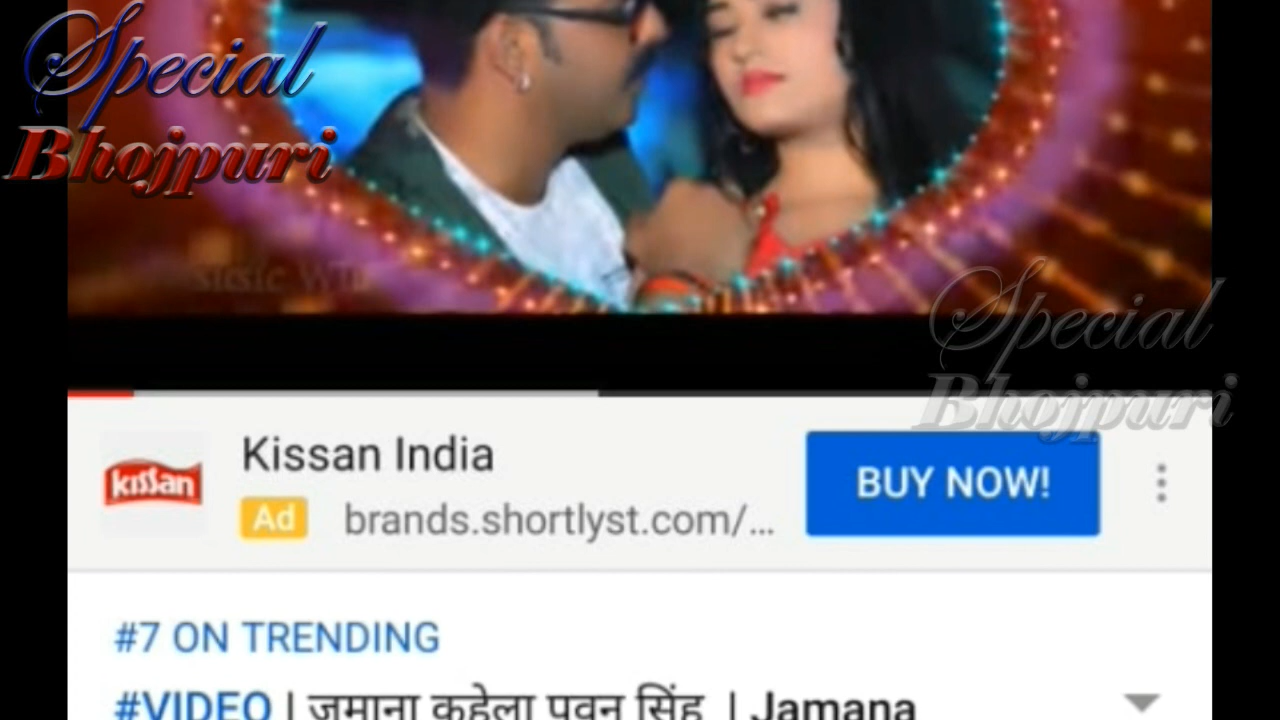 Special
Bhojpuri
Special
Bhojpuri
Kissan India
kissan
BUY NOW!
Ad
brands.shortlyst.com/...
#7 ON TRENDING
#VIDEO | जमाना कहेला पवन सिंह | Jamana